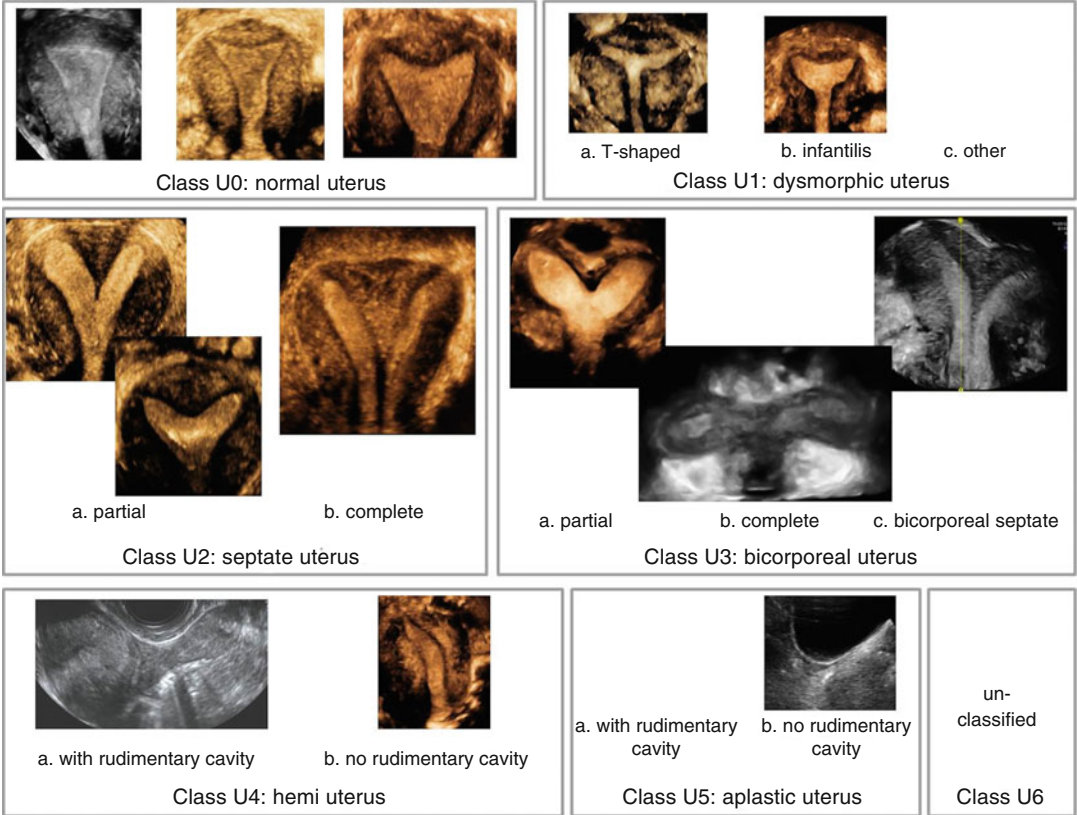 a. T-shaped
b. infantilis
c. other
Class U0: normal uterus
Class U1: dysmorphic uterus
a. partial
b. complete
Class U2: septate uterus
a. partial
b. complete
c. bicorporeal septate
Class U3: bicorporeal uterus
a. with rudimentary cavity
b. no rudimentary cavity
Class U4: hemi uterus
a. with rudimentary
cavity
b. no rudimentary
cavity
Class U5: aplastic uterus
un-
classified
Class U6